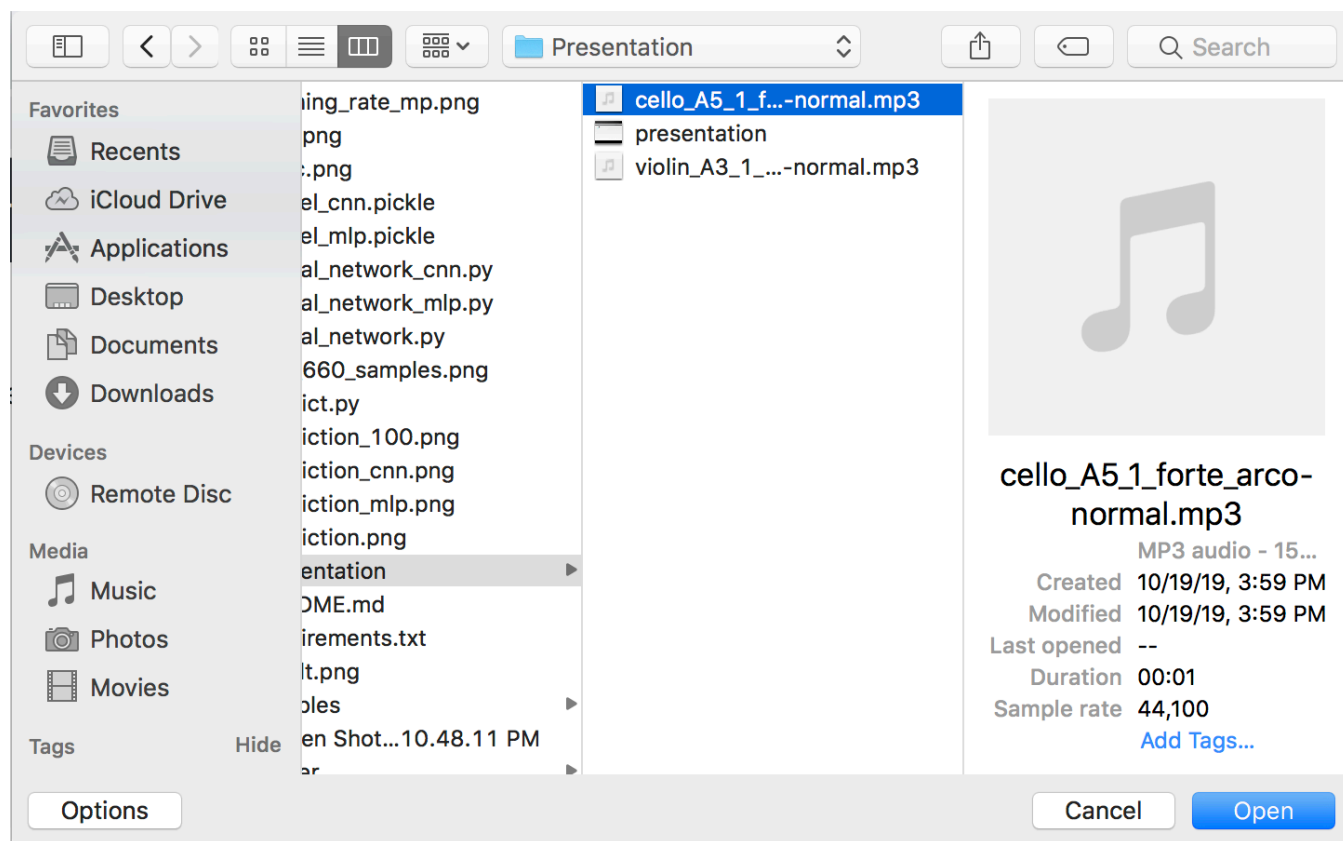 Presentation
Search
Favorites
Recents
iCloud Drive
Applications
Desktop
Documents
Downloads
Devices
Remote Disc
Media
Music
Photos
Movies
Tags
Hide
ning_rate_mp.png
png
.png
el_cnn.pickle
el_mlp.pickle
al_network_cnn.py
al_network_mlp.py
al_network.py
660_samples.png
ict.py
iction_100.png
iction_cnn.png
iction_mlp.png
iction.png
entation
OME.md
irements.txt
lt.png
ples
en Shot...10.48.11 PM
er
cello_A5_1_f...-normal.mp3
presentation
violin_A3_1_...-normal.mp3
cello_A5_1_forte_arco-
normal.mp3
MP3 audio - 15...
Created 10/19/19, 3:59 PM
Modified 10/19/19, 3:59 PM
Last opened --
Duration 00:01
Sample rate 44,100
Add Tags...
Options
Cancel
Open